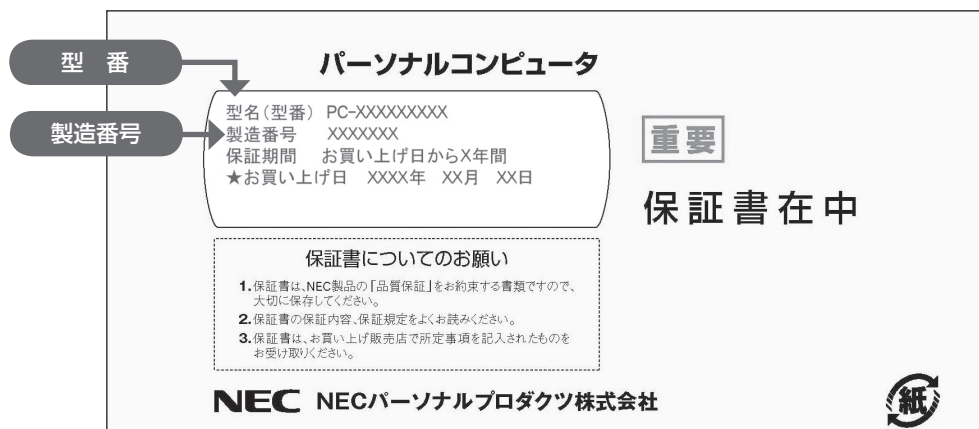 型 番
製造番号
パーソナルコンピュータ
型名(型番) PC-XXXXXXXXX
製造番号 XXXXXXX
保証期間 お買い上げ日からX年間
★お買い上げ日 XXXX年 XX月 XX日
重要
保証書在中
保証書についてのお願い
1.保証書は、NEC製品の「品質保証」をお約束する書類ですので、
大切に保存してください。
2.保証書の保証内容、保証規定をよくお読みください。
3.保証書は、お買い上げ販売店で所定事項を記入されたものを
お受け取りください。
NEC NECパーソナルプロダクツ株式会社
紙